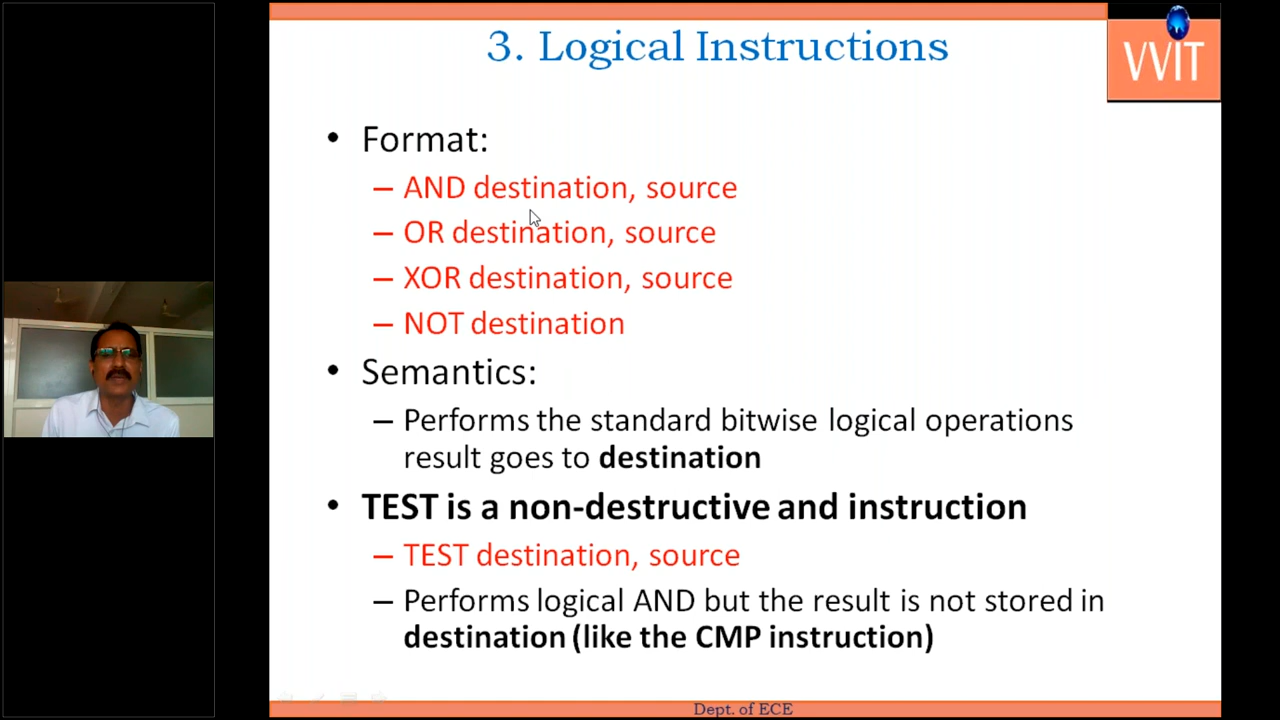 3. Logical Instructions
VVIT
• Format:
– AND destination, source
– OR destination, source
– XOR destination, source
– NOT destination
• Semantics:
– Performs the standard bitwise logical operations
result goes to destination
• TEST is a non-destructive and instruction
– TEST destination, source
– Performs logical AND but the result is not stored in
destination (like the CMP instruction)
Dept. of ECE